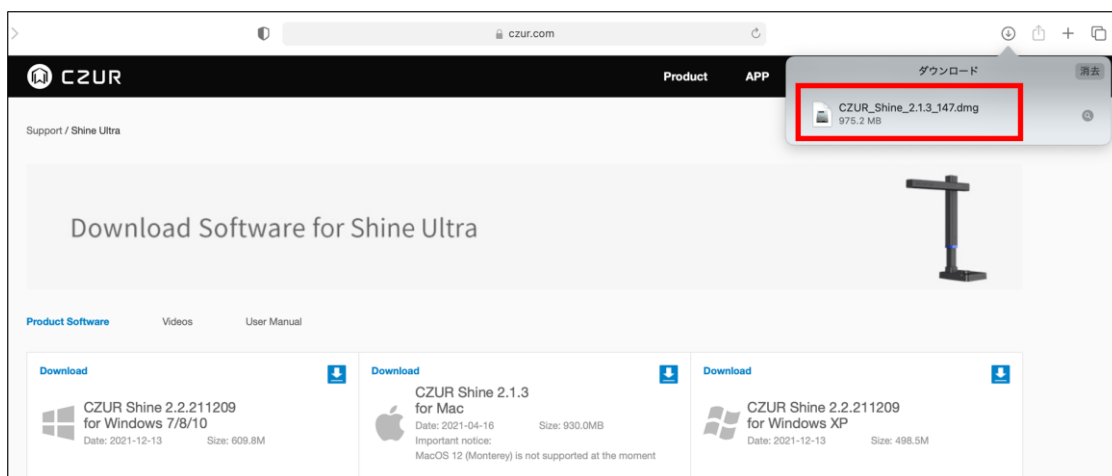 czur.com
CZUR
Product APP
ダウンロード 消去
CZUR_Shine_2.1.3_147.dmg
975.2 MB
Support / Shine Ultra
Download Software for Shine Ultra
Product Software Videos User Manual
Download
CZUR Shine 2.2.211209
for Windows 7/8/10
Date: 2021-12-13 Size: 609.8M
Download
CZUR Shine 2.1.3
for Mac
Date: 2021-04-16 Size: 930.0MB
Important notice:
MacOS 12 (Monterey) is not supported at the moment
Download
CZUR Shine 2.2.211209
for Windows XP
Date: 2021-12-13 Size: 498.5M